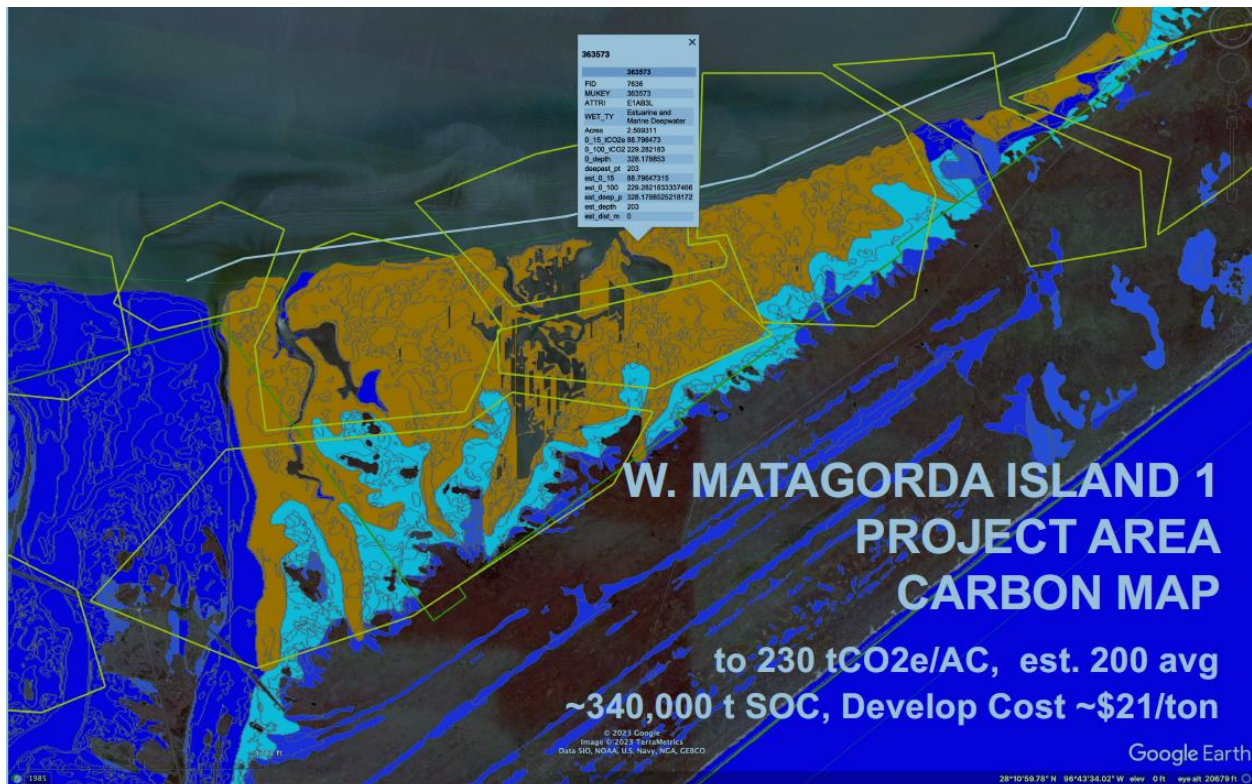 363573
363573
FID 7636
MUKEY 363573
ATTRI E1AB3L
WET_TY Estuarine and
Marine Deepwater
Acres 2.599311
0_15_tCO2e 88.796473
0_100_tCO2 229.282183
0_depth 328.178853
deepest_pt 203
est_0_15 88.79647315
est_0_100 229.2821833337466
est_deep_p 328.1788525218172
est_depth 203
est_dist_m 0
W. MATAGORDA ISLAND 1
PROJECT AREA
CARBON MAP
to 230 tCO2e/AC, est. 200 avg
~340,000 t SOC, Develop Cost ~$21/ton
© 2023 Google
Image © 2023 TerraMetrics
Data SIO, NOAA, U.S. Navy, NGA, GEBCO
Google Earth
1985
28°10'59.78" N 96°43'34.02" W elev 0 ft eye alt 20679 ft